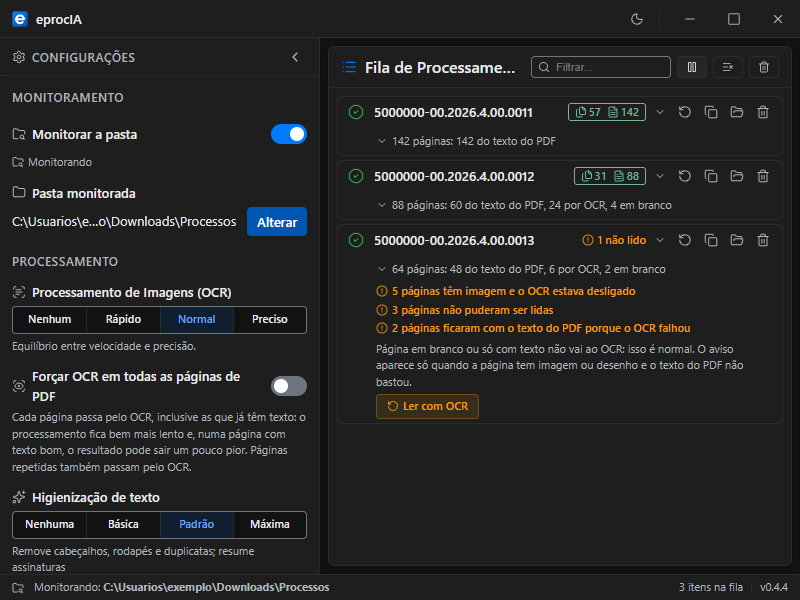 eprocIA
CONFIGURAÇÕES
MONITORAMENTO
Monitorar a pasta
Monitorando
Pasta monitorada
C:\Usuarios\e...o\Downloads\Processos
Alterar
PROCESSAMENTO
Processamento de Imagens (OCR)
Nenhum Rápido Normal Preciso
Equilíbrio entre velocidade e precisão.
Forçar OCR em todas as páginas de
PDF
Cada página passa pelo OCR, inclusive as que já têm texto: o
processamento fica bem mais lento e, numa página com
texto bom, o resultado pode sair um pouco pior. Páginas
repetidas também passam pelo OCR.
Higienização de texto
Nenhuma Básica Padrão Máxima
Remove cabeçalhos, rodapés e duplicatas; resume
assinaturas
Fila de Processame...
Filtrar...
5000000-00.2026.4.00.0011 57 142
142 páginas: 142 do texto do PDF
5000000-00.2026.4.00.0012 31 88
88 páginas: 60 do texto do PDF, 24 por OCR, 4 em branco
5000000-00.2026.4.00.0013 1 não lido
64 páginas: 48 do texto do PDF, 6 por OCR, 2 em branco
5 páginas têm imagem e o OCR estava desligado
3 páginas não puderam ser lidas
2 páginas ficaram com o texto do PDF porque o OCR falhou
Página em branco ou só com texto não vai ao OCR: isso é normal. O aviso
aparece só quando a página tem imagem ou desenho e o texto do PDF não
bastou.
Ler com OCR
Monitorando: C:\Usuarios\exemplo\Downloads\Processos
3 itens na fila v0.4.4